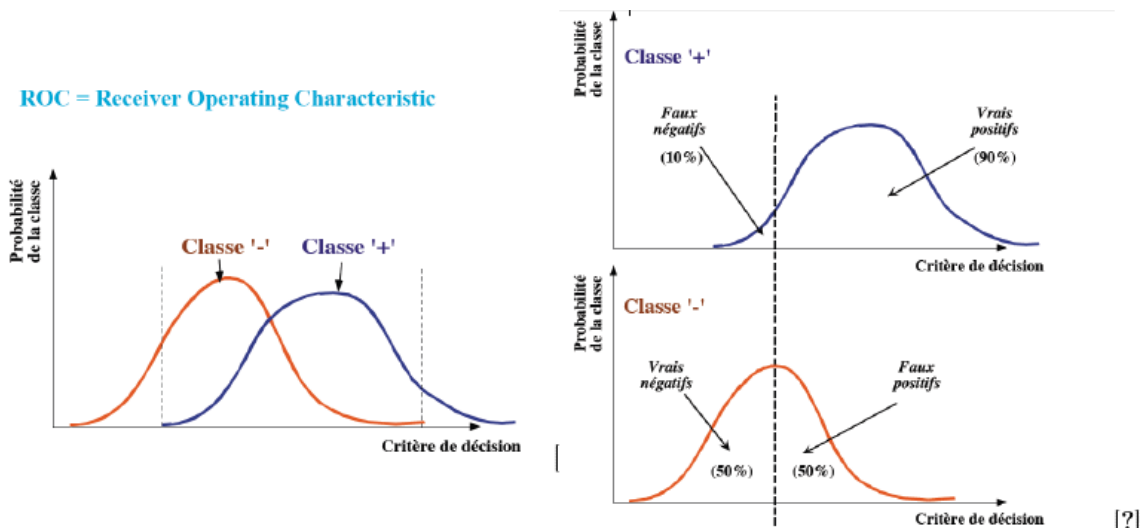 ROC = Receiver Operating Characteristic
Probabilité
de la classe
Classe '-'
Classe '+'
Critère de décision
[
Probabilité
de la classe
Classe '+'
Faux
négatifs
(10%)
Vrais
positifs
(90%)
Critère de décision
Probabilité
de la classe
Classe '-'
Vrais
négatifs
Faux
positifs
(50%)
(50%)
Critère de décision
[?]